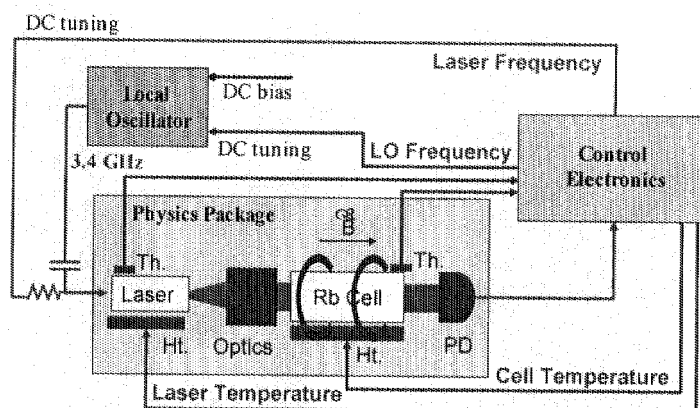 DC tuning
Laser Frequency
Local
Oscillator
DC bias
DC tuning
LO Frequency
Control
Electronics
3.4 GHz
Physics Package
B
Th.
Th.
Laser
Rb Cell
Ht.
Optics
Ht.
PD
Laser Temperature
Cell Temperature